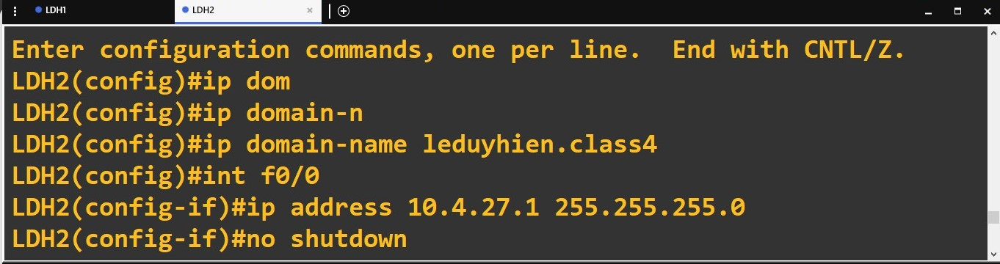 LDH1
LDH2
Enter configuration commands, one per line.  End with CNTL/Z.
LDH2(config)#ip dom
LDH2(config)#ip domain-n
LDH2(config)#ip domain-name leduyhien.class4
LDH2(config)#int f0/0
LDH2(config-if)#ip address 10.4.27.1 255.255.255.0
LDH2(config-if)#no shutdown